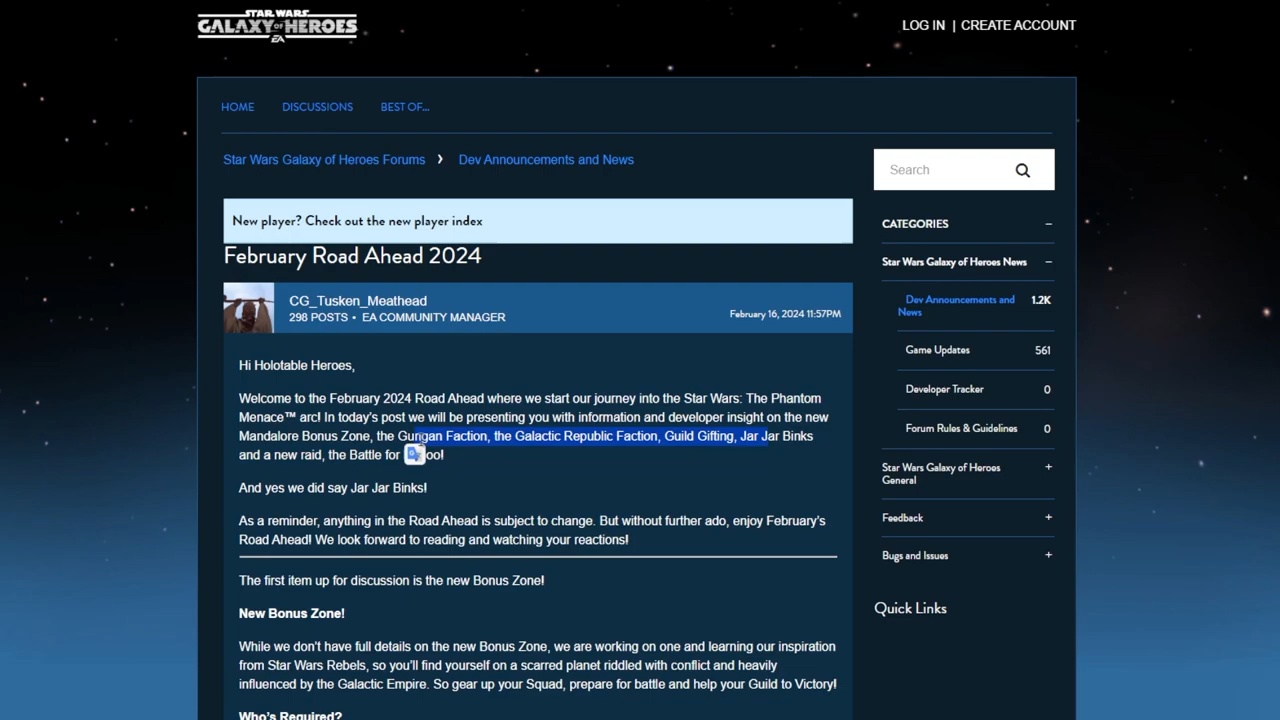 STAR WARS
GALAXY OF HEROES
EA
LOG IN | CREATE ACCOUNT
HOME DISCUSSIONS BEST OF...
Star Wars Galaxy of Heroes Forums › Dev Announcements and News
Search
New player? Check out the new player index
February Road Ahead 2024
CG_Tusken_Meathead
298 POSTS • EA COMMUNITY MANAGER
February 16, 2024 11:57PM
Hi Holotable Heroes,
Welcome to the February 2024 Road Ahead where we start our journey into the Star Wars: The Phantom
Menace™ arc! In today's post we will be presenting you with information and developer insight on the new
Mandalore Bonus Zone, the Gungan Faction, the Galactic Republic Faction, Guild Gifting, Jar Jar Binks
and a new raid, the Battle for oo!
And yes we did say Jar Jar Binks!
As a reminder, anything in the Road Ahead is subject to change. But without further ado, enjoy February's
Road Ahead! We look forward to reading and watching your reactions!
The first item up for discussion is the new Bonus Zone!
New Bonus Zone!
While we don't have full details on the new Bonus Zone, we are working on one and learning our inspiration
from Star Wars Rebels, so you'll find yourself on a scarred planet riddled with conflict and heavily
influenced by the Galactic Empire. So gear up your Squad, prepare for battle and help your Guild to Victory!
Who's Required?
CATEGORIES −
Star Wars Galaxy of Heroes News −
Dev Announcements and 1.2K
News
Game Updates 561
Developer Tracker 0
Forum Rules & Guidelines 0
Star Wars Galaxy of Heroes +
General
Feedback +
Bugs and Issues +
Quick Links